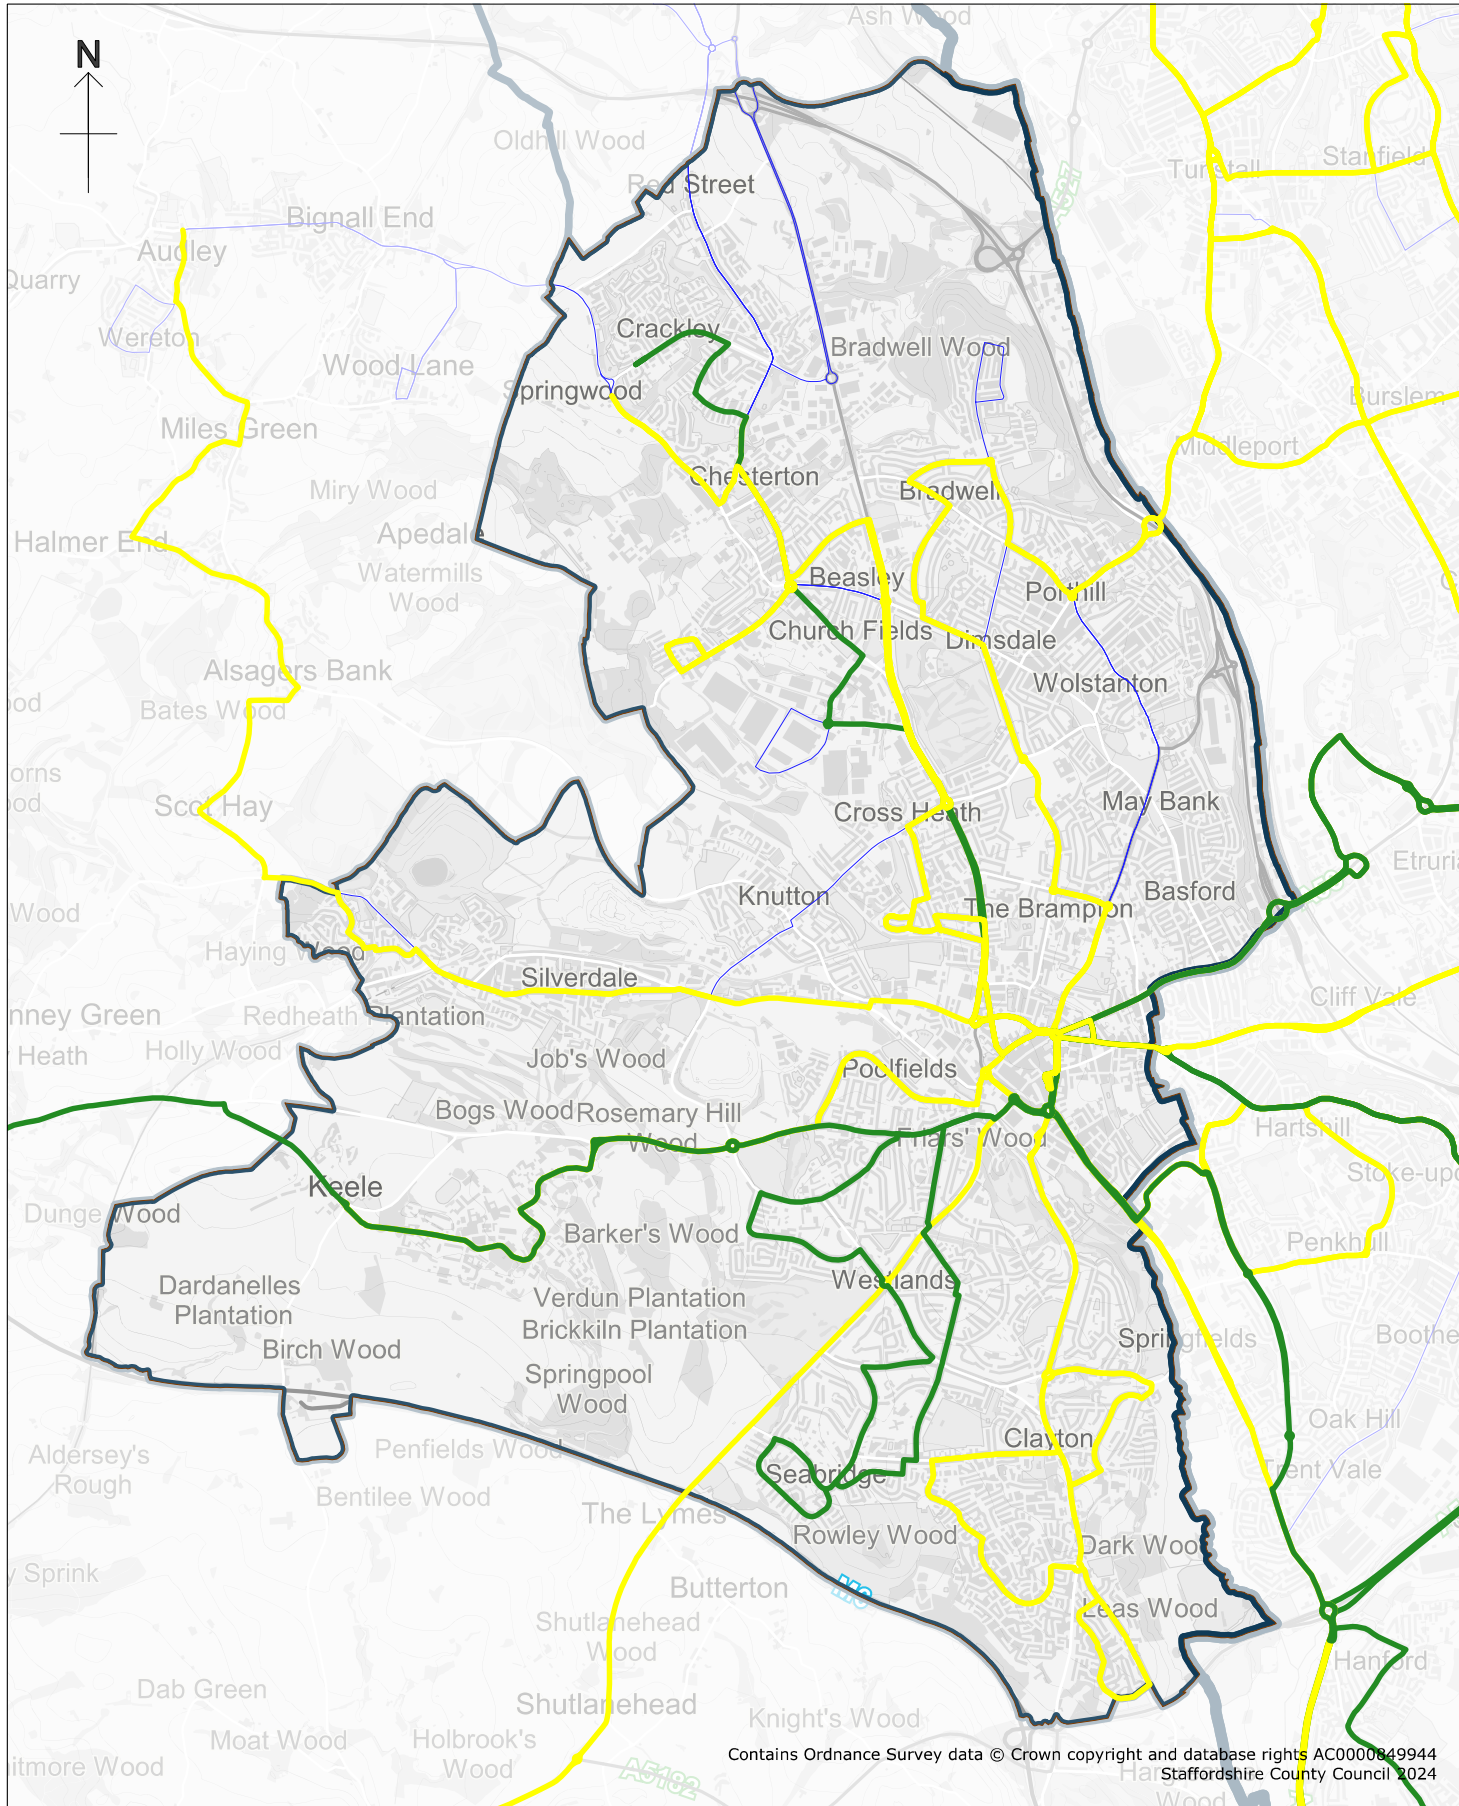 Ash Wood
N
Oldhill Wood
A527
Tunstall
Stanfield
Red Street
Bignall End
Audley
Quarry
Crackley
Wereton
Bradwell Wood
Wood Lane
Springwood
Burslem
Miles Green
Middleport
Chesterton
Miry Wood
Bradwell
Apedale
Halmer End
Watermills
Wood
Beasley
Porthill
Church Fields
Dimsdale
Alsagers Bank
Wolstanton
Bates Wood
Scot Hay
May Bank
Cross Heath
Etruria
Knutton
Basford
The Brampton
Wood
Haying Wood
Silverdale
Cliff Vale
nney Green
Redheath Plantation
Heath
Holly Wood
Job's Wood
Poolfields
Bogs Wood
Rosemary Hill
Wood
Friars' Wood
Hartshill
Stoke-upo
Keele
Dunge Wood
Barker's Wood
Penkhull
Dardanelles
Plantation
Westlands
Verdun Plantation
Brickkiln Plantation
Springfields
Boothe
Birch Wood
Springpool
Wood
Oak Hill
Clayton
Penfields Wood
Aldersey's
Rough
Trent Vale
Seabridge
Bentilee Wood
The Lymes
Rowley Wood
Dark Wood
y Sprink
Butterton
M6
Leas Wood
Shutlanehead
Wood
Hanford
Dab Green
Shutlanehead
Knight's Wood
Moat Wood
Holbrook's
Wood
itmore Wood
A5182
Contains Ordnance Survey data © Crown copyright and database rights AC0000849944
Staffordshire County Council 2024
Wood